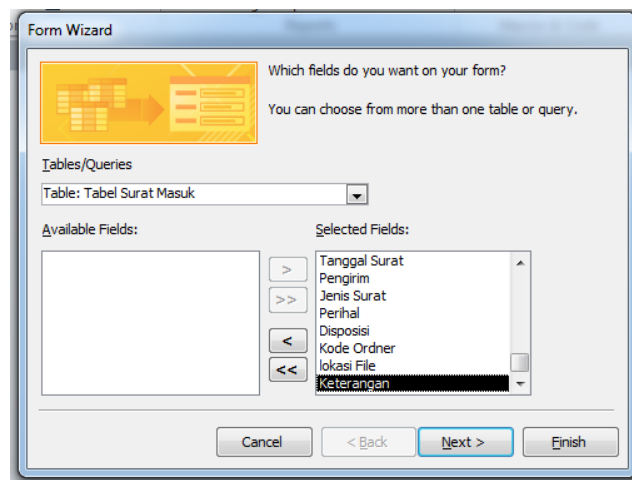 Form Wizard
Which fields do you want on your form?
You can choose from more than one table or query.
Tables/Queries
Table: Tabel Surat Masuk
Available Fields:
Selected Fields:
>
>>
<
<<
Tanggal Surat
Pengirim
Jenis Surat
Perihal
Disposisi
Kode Ordner
lokasi File
Keterangan
Cancel
< Back
Next >
Finish